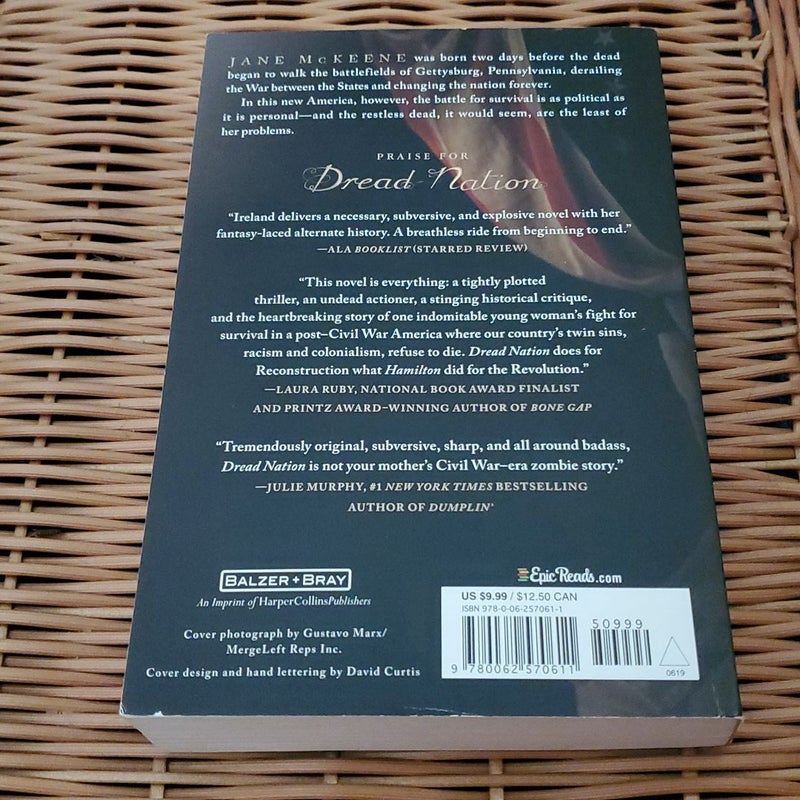 JANE McKEENE was born two days before the dead
began to walk the battlefields of Gettysburg, Pennsylvania, derailing
the War between the States and changing the nation forever.
In this new America, however, the battle for survival is as political as
it is personal—and the restless dead, it would seem, are the least of
her problems.
PRAISE FOR
Dread Nation
“Ireland delivers a necessary, subversive, and explosive novel with her
fantasy-laced alternate history. A breathless ride from beginning to end.”
—ALA BOOKLIST (STARRED REVIEW)
“This novel is everything: a tightly plotted
thriller, an undead actioner, a stinging historical critique,
and the heartbreaking story of one indomitable young woman’s fight for
survival in a post–Civil War America where our country’s twin sins,
racism and colonialism, refuse to die. Dread Nation does for
Reconstruction what Hamilton did for the Revolution.”
—LAURA RUBY, NATIONAL BOOK AWARD FINALIST
AND PRINTZ AWARD–WINNING AUTHOR OF BONE GAP
“Tremendously original, subversive, sharp, and all around badass,
Dread Nation is not your mother’s Civil War–era zombie story.”
—JULIE MURPHY, #1 NEW YORK TIMES BESTSELLING
AUTHOR OF DUMPLIN’
BALZER + BRAY
An Imprint of HarperCollinsPublishers
Cover photograph by Gustavo Marx/
MergeLeft Reps Inc.
Cover design and hand lettering by David Curtis
EpicReads.com
US $9.99 / $12.50 CAN
ISBN 978-0-06-257061-1
50999
9 780062 570611
0619